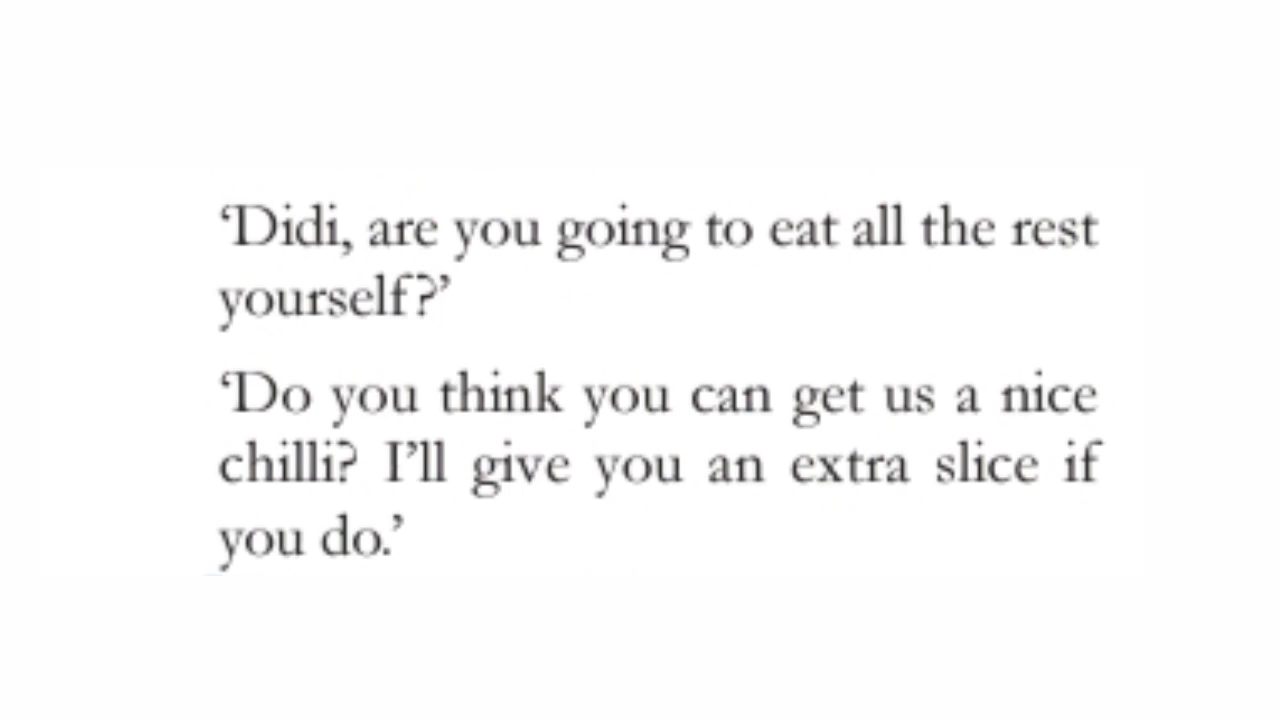 ‘Didi, are you going to eat all the rest
yourself?’
‘Do you think you can get us a nice
chilli? I’ll give you an extra slice if
you do.’